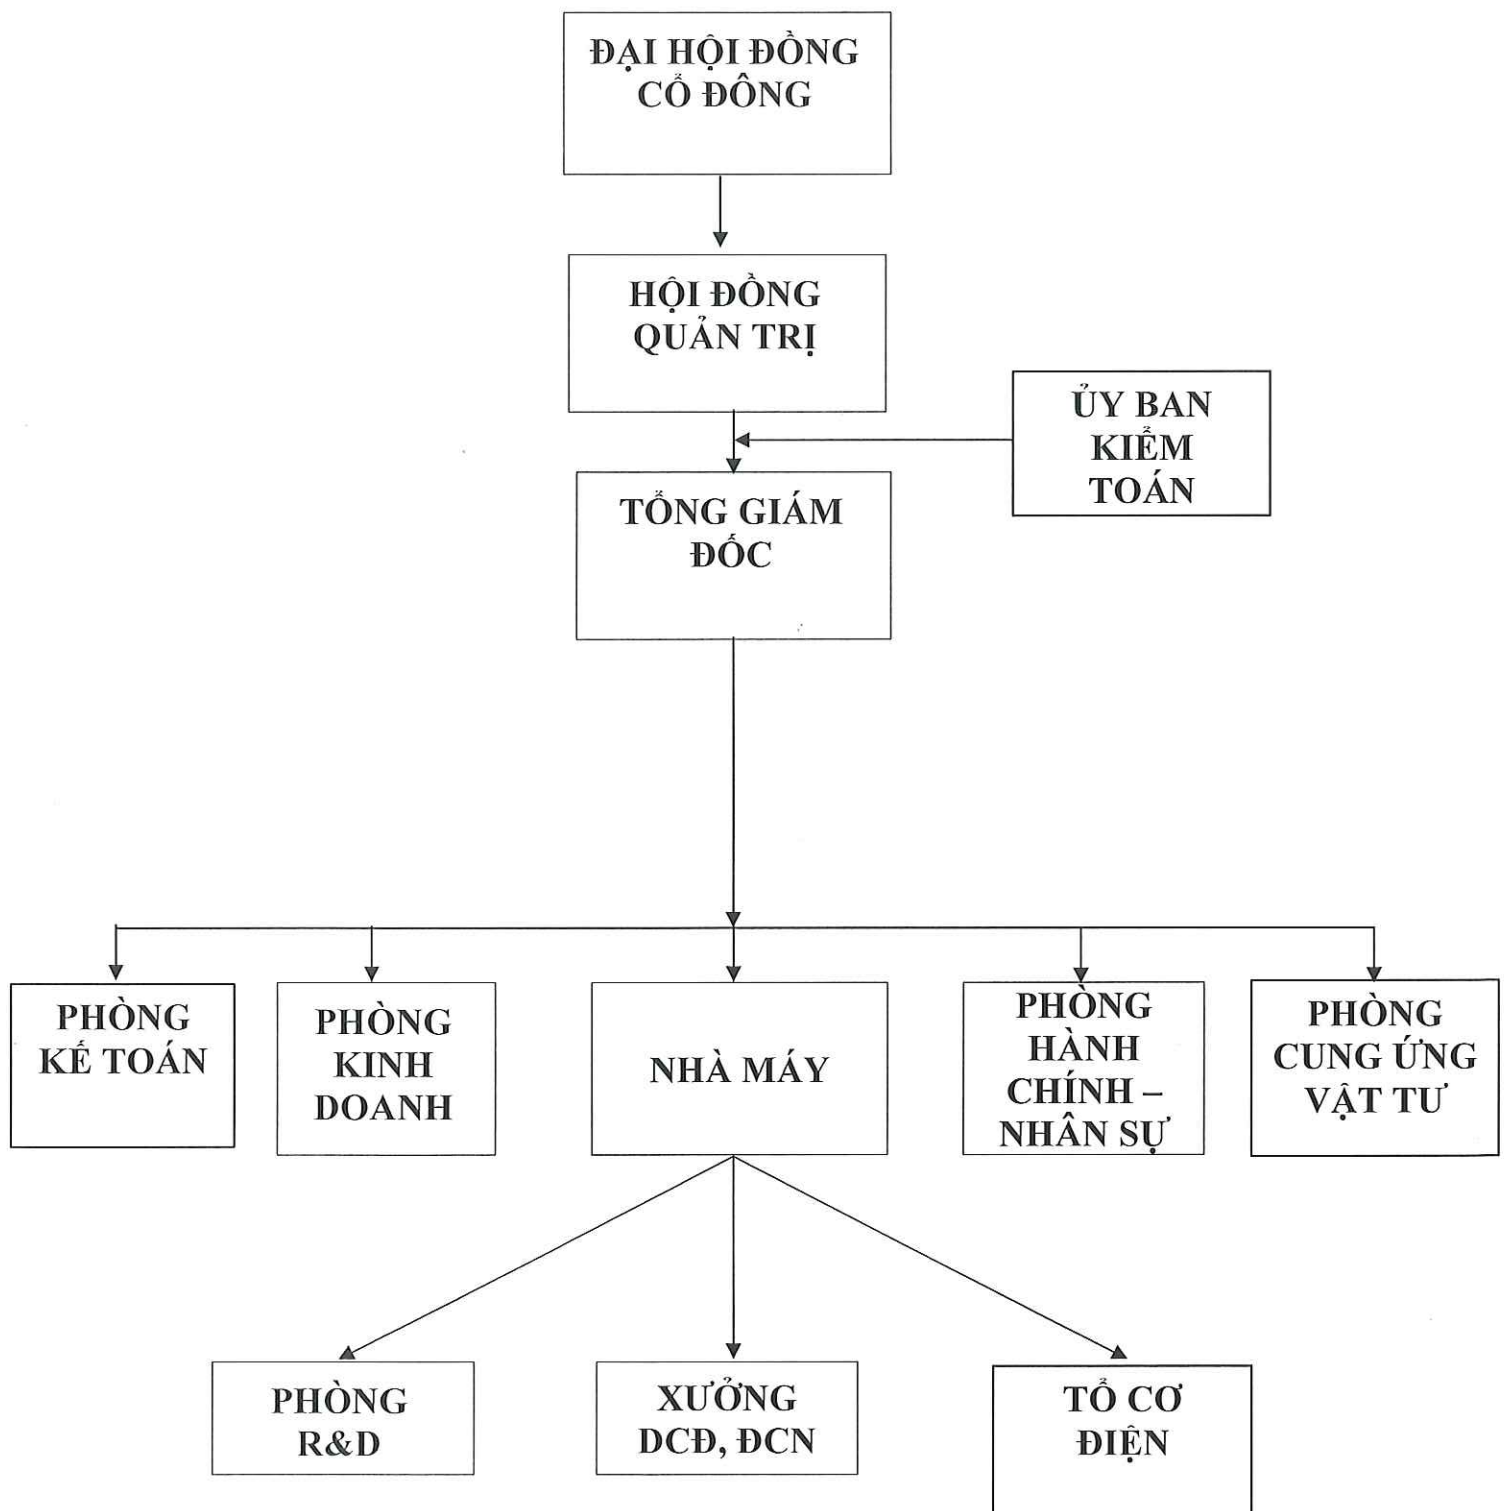 ĐẠI HỘI ĐỒNG
CỔ ĐÔNG
HỘI ĐỒNG
QUẢN TRỊ
ỦY BAN
KIỂM
TOÁN
TỔNG GIÁM
ĐỐC
PHÒNG
KẾ TOÁN
PHÒNG
KINH
DOANH
NHÀ MÁY
PHÒNG
HÀNH
CHÍNH –
NHÂN SỰ
PHÒNG
CUNG ỨNG
VẬT TƯ
PHÒNG
R&D
XƯỞNG
DCĐ, ĐCN
TỔ CƠ
ĐIỆN